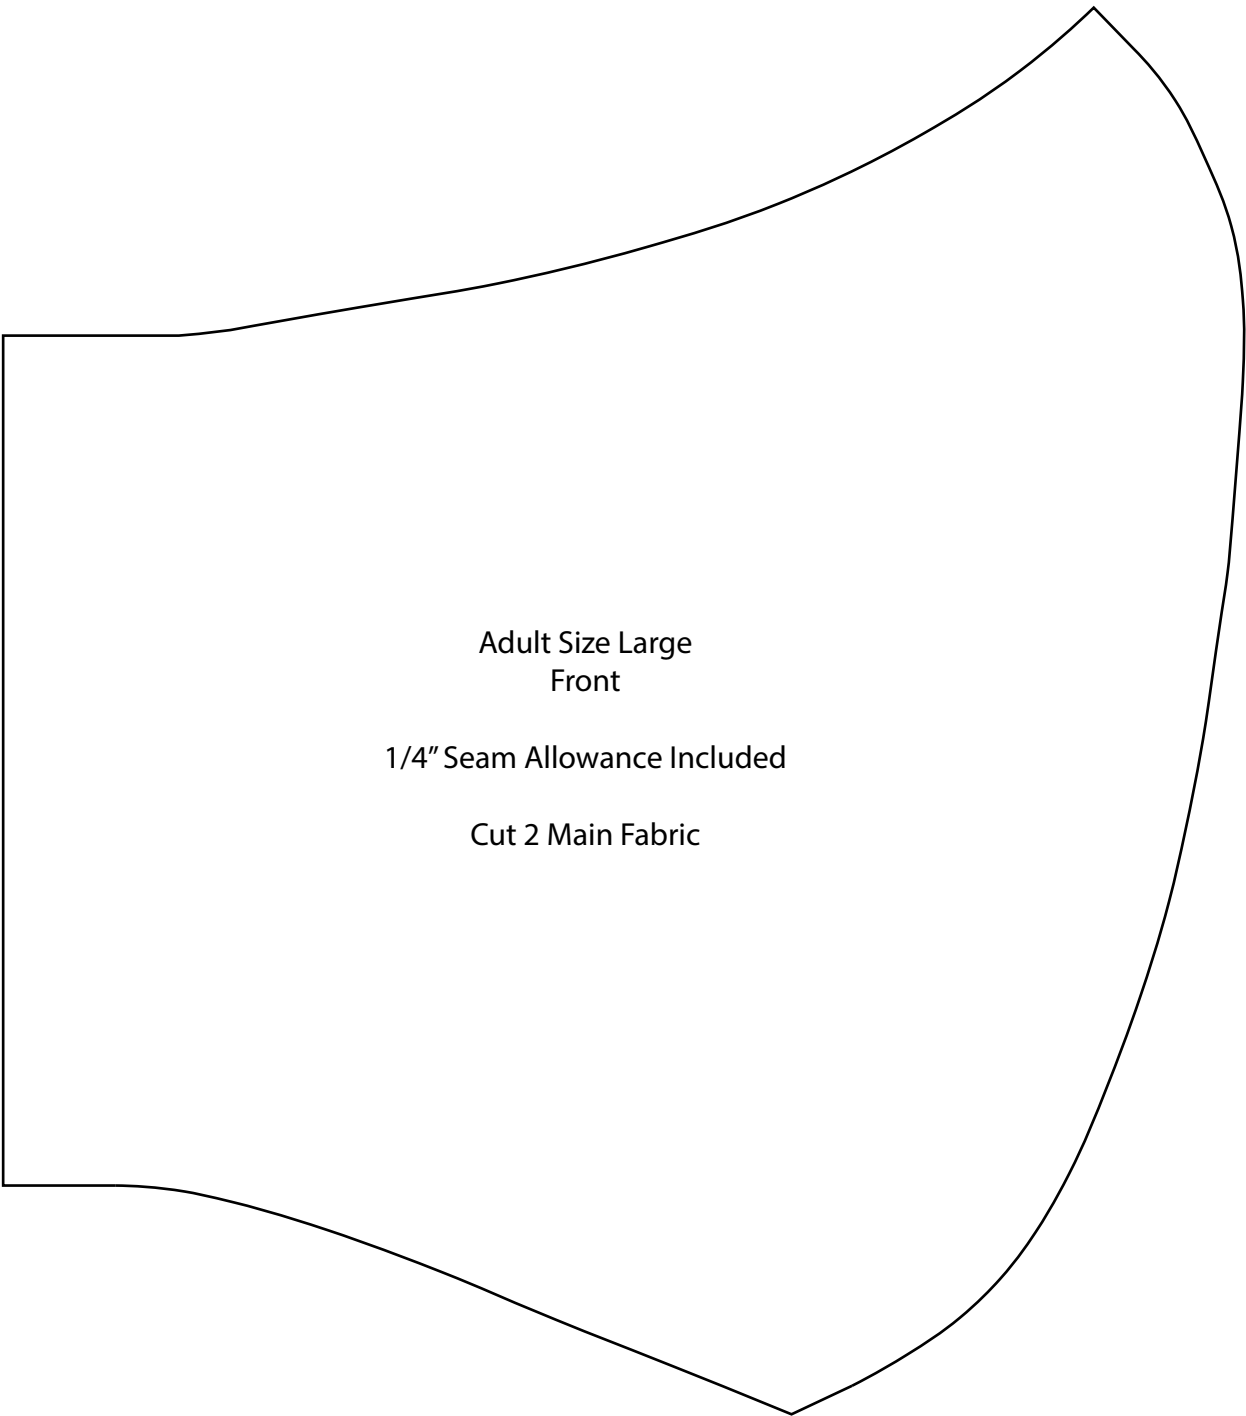 Adult Size Large
Front
1/4” Seam Allowance Included
Cut 2 Main Fabric